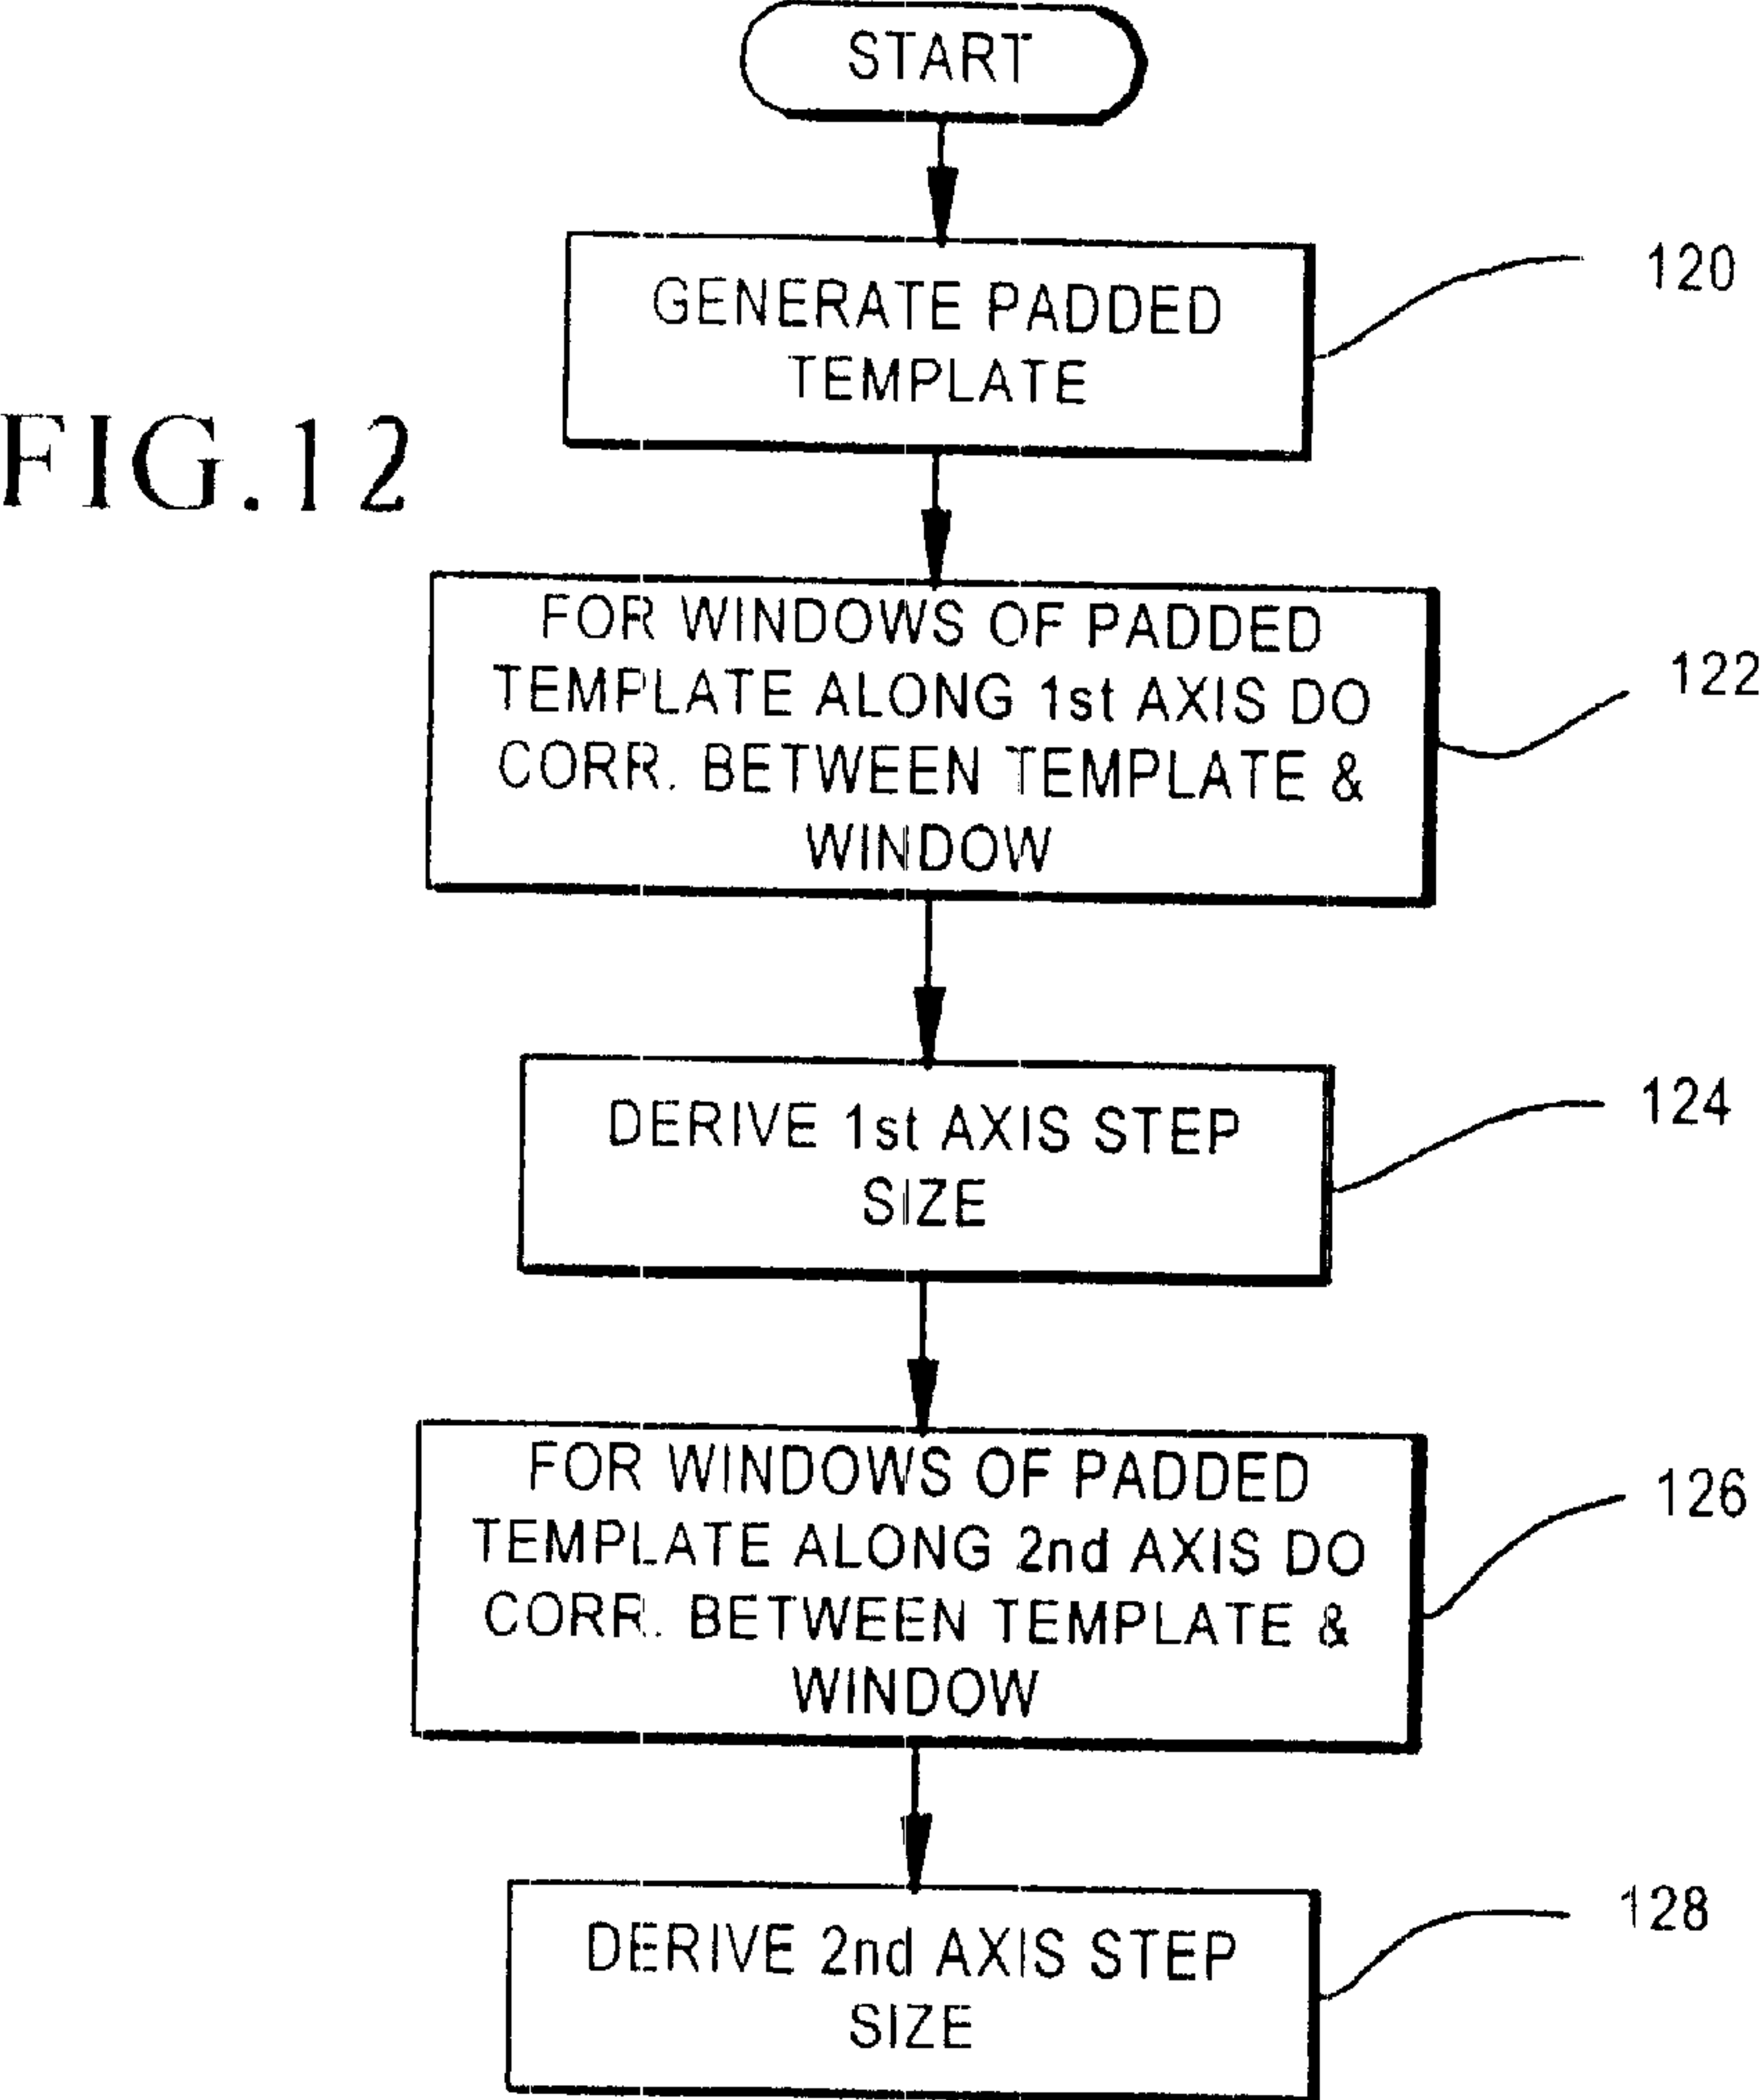 START
GENERATE PADDED
TEMPLATE
120
FIG.12
FOR WINDOWS OF PADDED
TEMPLATE ALONG 1st AXIS DO
CORR. BETWEEN TEMPLATE &
WINDOW
122
DERIVE 1st AXIS STEP
SIZE
124
FOR WINDOWS OF PADDED
TEMPLATE ALONG 2nd AXIS DO
CORR. BETWEEN TEMPLATE &
WINDOW
126
DERIVE 2nd AXIS STEP
SIZE
128